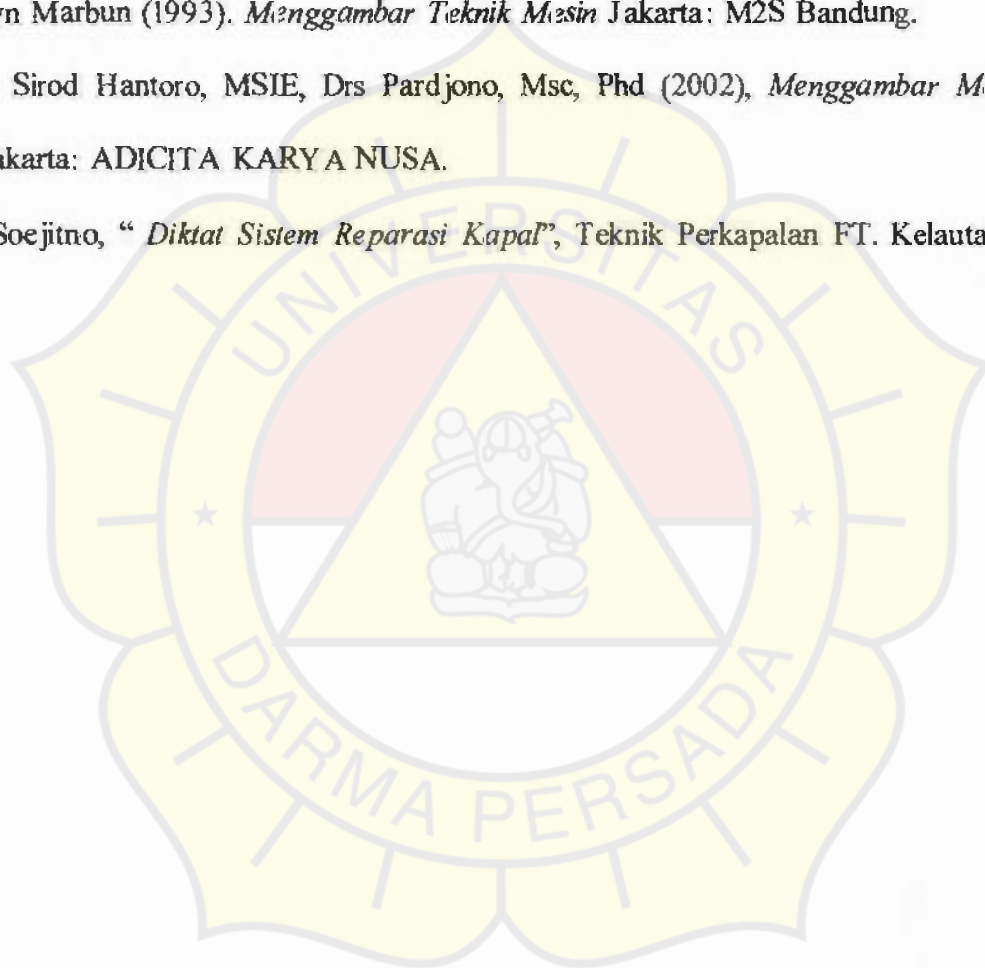 yn Marbun (1993). Menggambar Teknik Mesin Jakarta: M2S Bandung.
Sirod Hantoro, MSIE, Drs Pardjono, Msc, Phd (2002), Menggambar M
akarta: ADICITA KARYA NUSA.
Soejitno, “ Diktat Sistem Reparasi Kapal”, Teknik Perkapalan FT. Kelauta
UNIVERSITAS
DARMA PERSADA